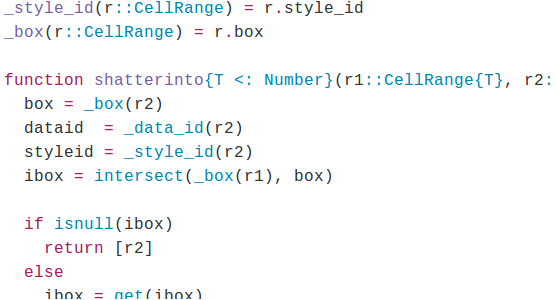 _style_id(r::CellRange) = r.style_id
_box(r::CellRange) = r.box
function shatterinto{T <: Number}(r1::CellRange{T}, r2:
box = _box(r2)
dataid  = _data_id(r2)
styleid = _style_id(r2)
ibox = intersect(_box(r1), box)
if isnull(ibox)
return [r2]
else
ibox = get(ibox)